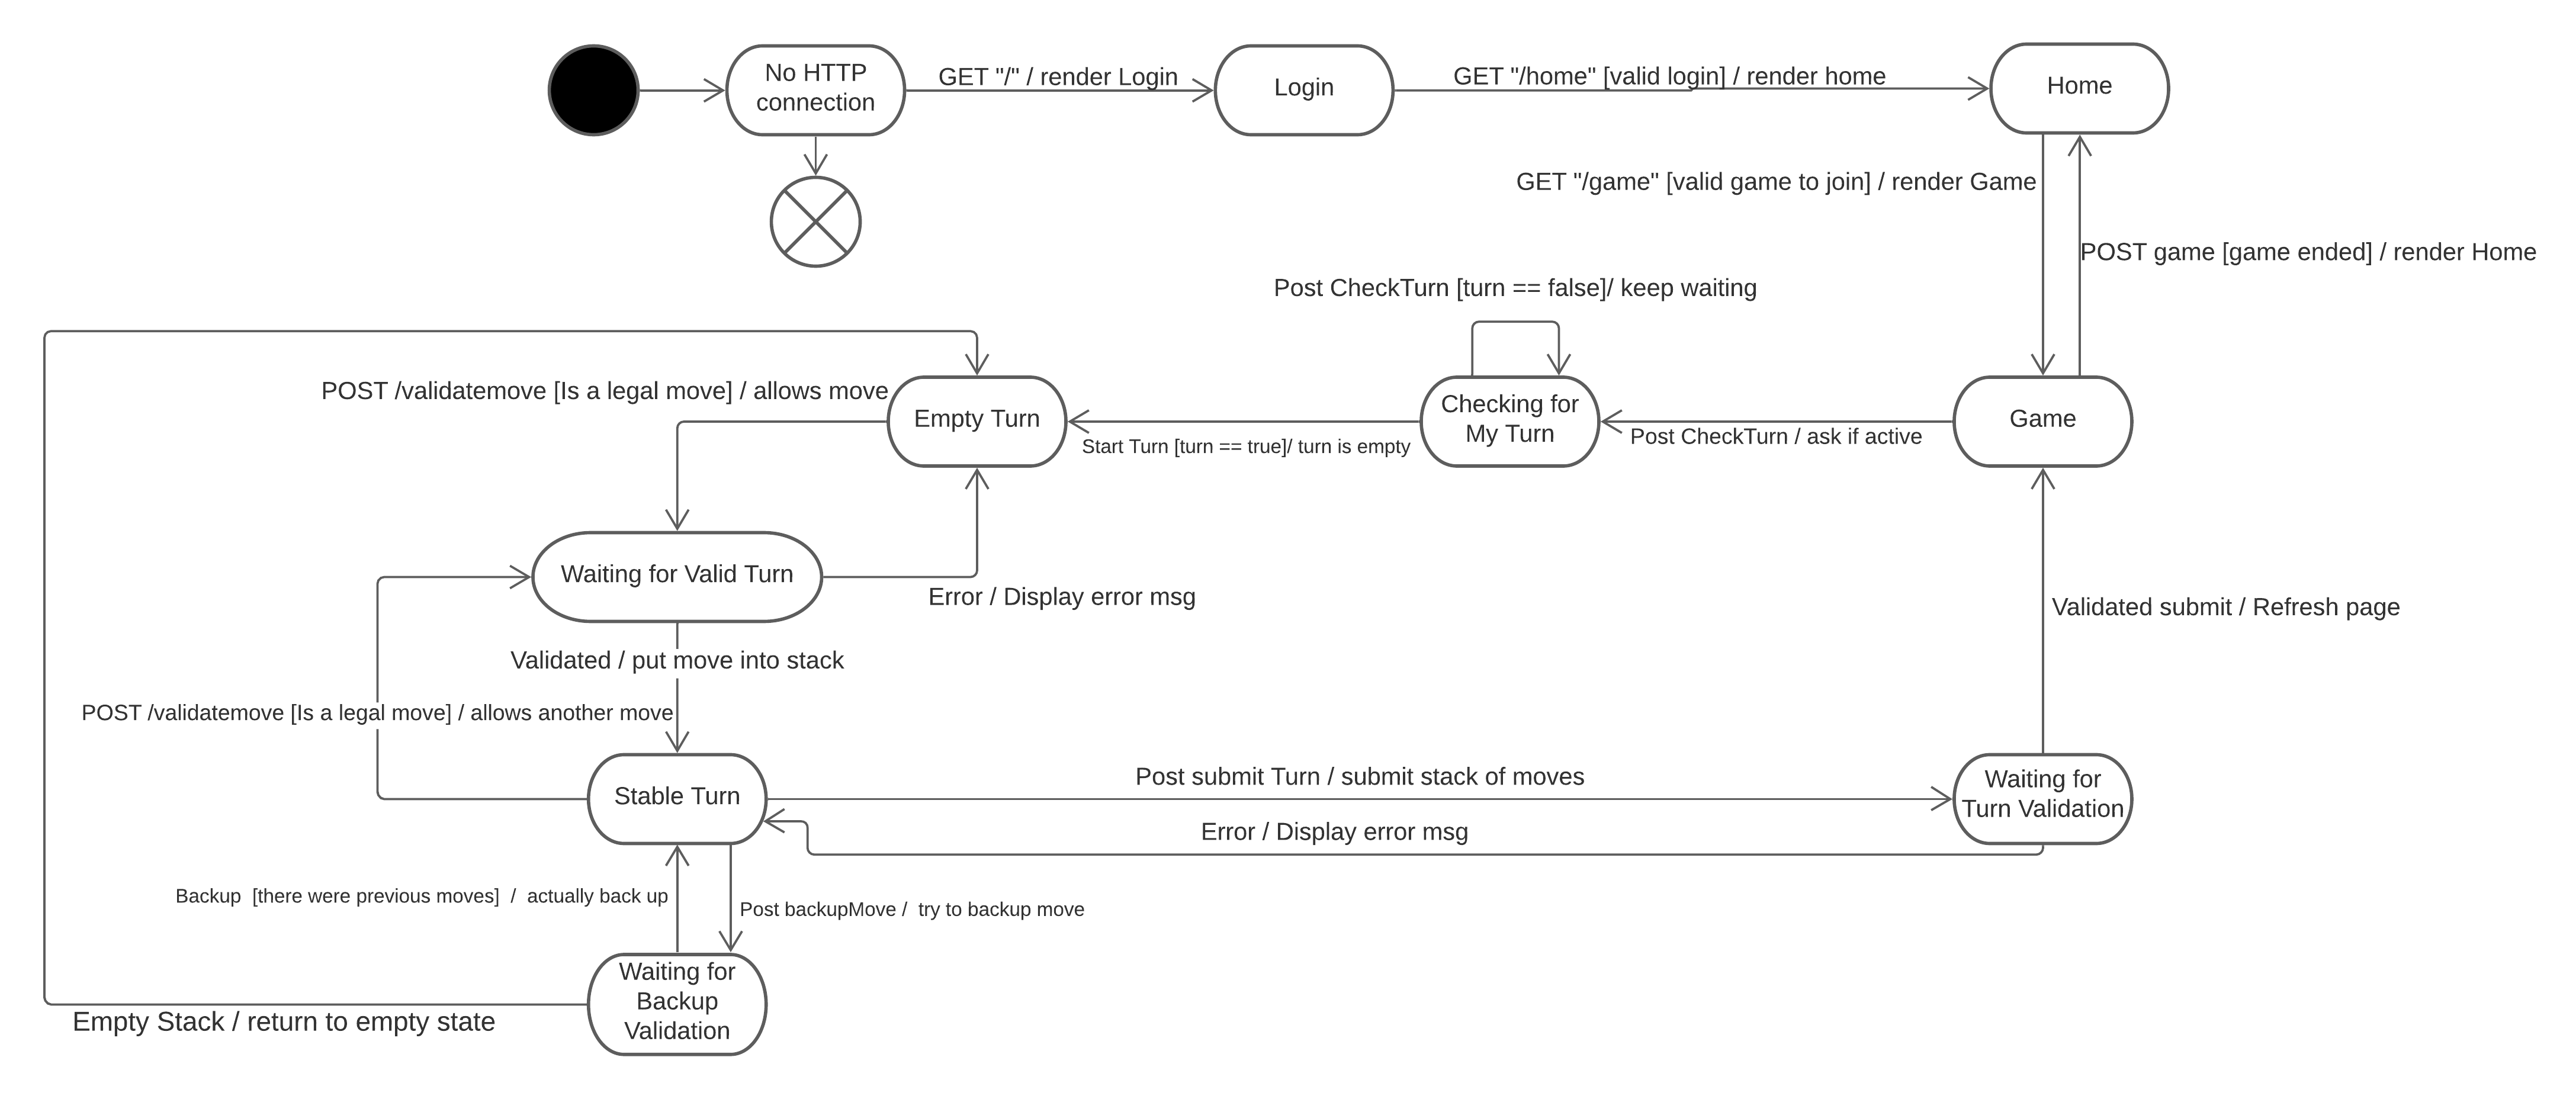 No HTTP
connection
GET "/" / render Login
Login
GET "/home" [valid login] / render home
Home
GET "/game" [valid game to join] / render Game
POST game [game ended] / render Home
Post CheckTurn [turn == false]/ keep waiting
POST /validatemove [Is a legal move] / allows move
Empty Turn
Start Turn [turn == true]/ turn is empty
Checking for
My Turn
Post CheckTurn / ask if active
Game
Waiting for Valid Turn
Error / Display error msg
Validated submit / Refresh page
Validated / put move into stack
POST /validatemove [Is a legal move] / allows another move
Stable Turn
Post submit Turn / submit stack of moves
Waiting for
Turn Validation
Error / Display error msg
Backup  [there were previous moves]  /  actually back up
Post backupMove /  try to backup move
Waiting for
Backup
Validation
Empty Stack / return to empty state